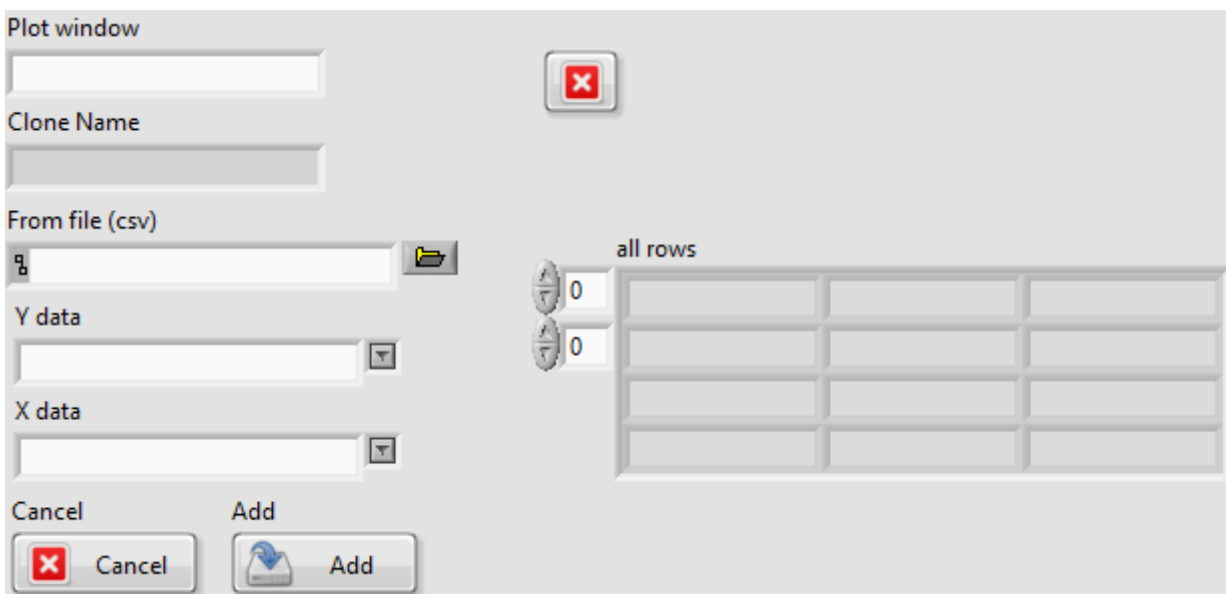 Plot window
Clone Name
From file (csv)
all rows
0
Y data
0
X data
Cancel
Add
Cancel
Add